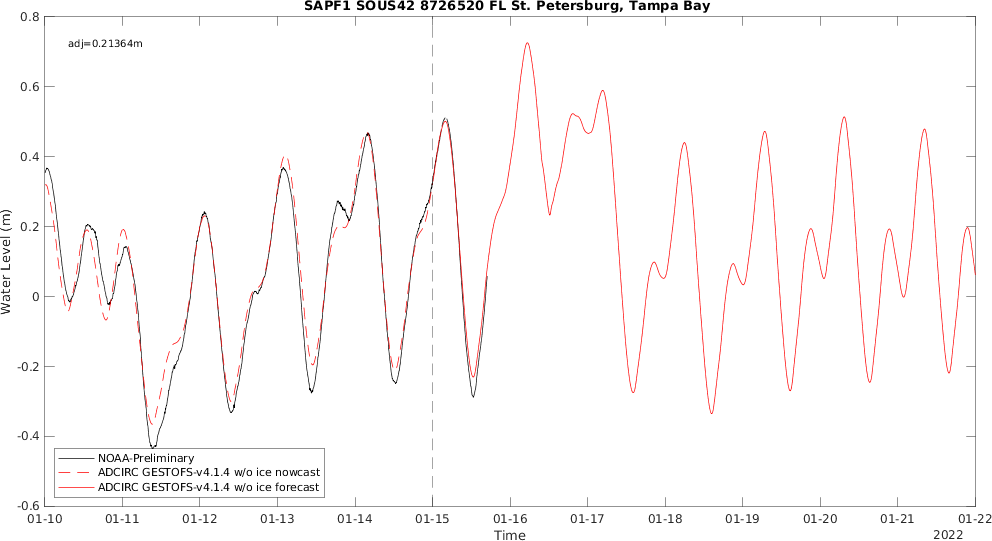 SAPF1 SOUS42 8726520 FL St. Petersburg, Tampa Bay
adj=0.21364m
0.8
0.6
0.4
0.2
0
-0.2
-0.4
-0.6
Water Level (m)
NOAA-Preliminary
ADCIRC GESTOFS-v4.1.4 w/o ice nowcast
ADCIRC GESTOFS-v4.1.4 w/o ice forecast
01-10 01-11 01-12 01-13 01-14 01-15 01-16 01-17 01-18 01-19 01-20 01-21 01-22
Time
2022